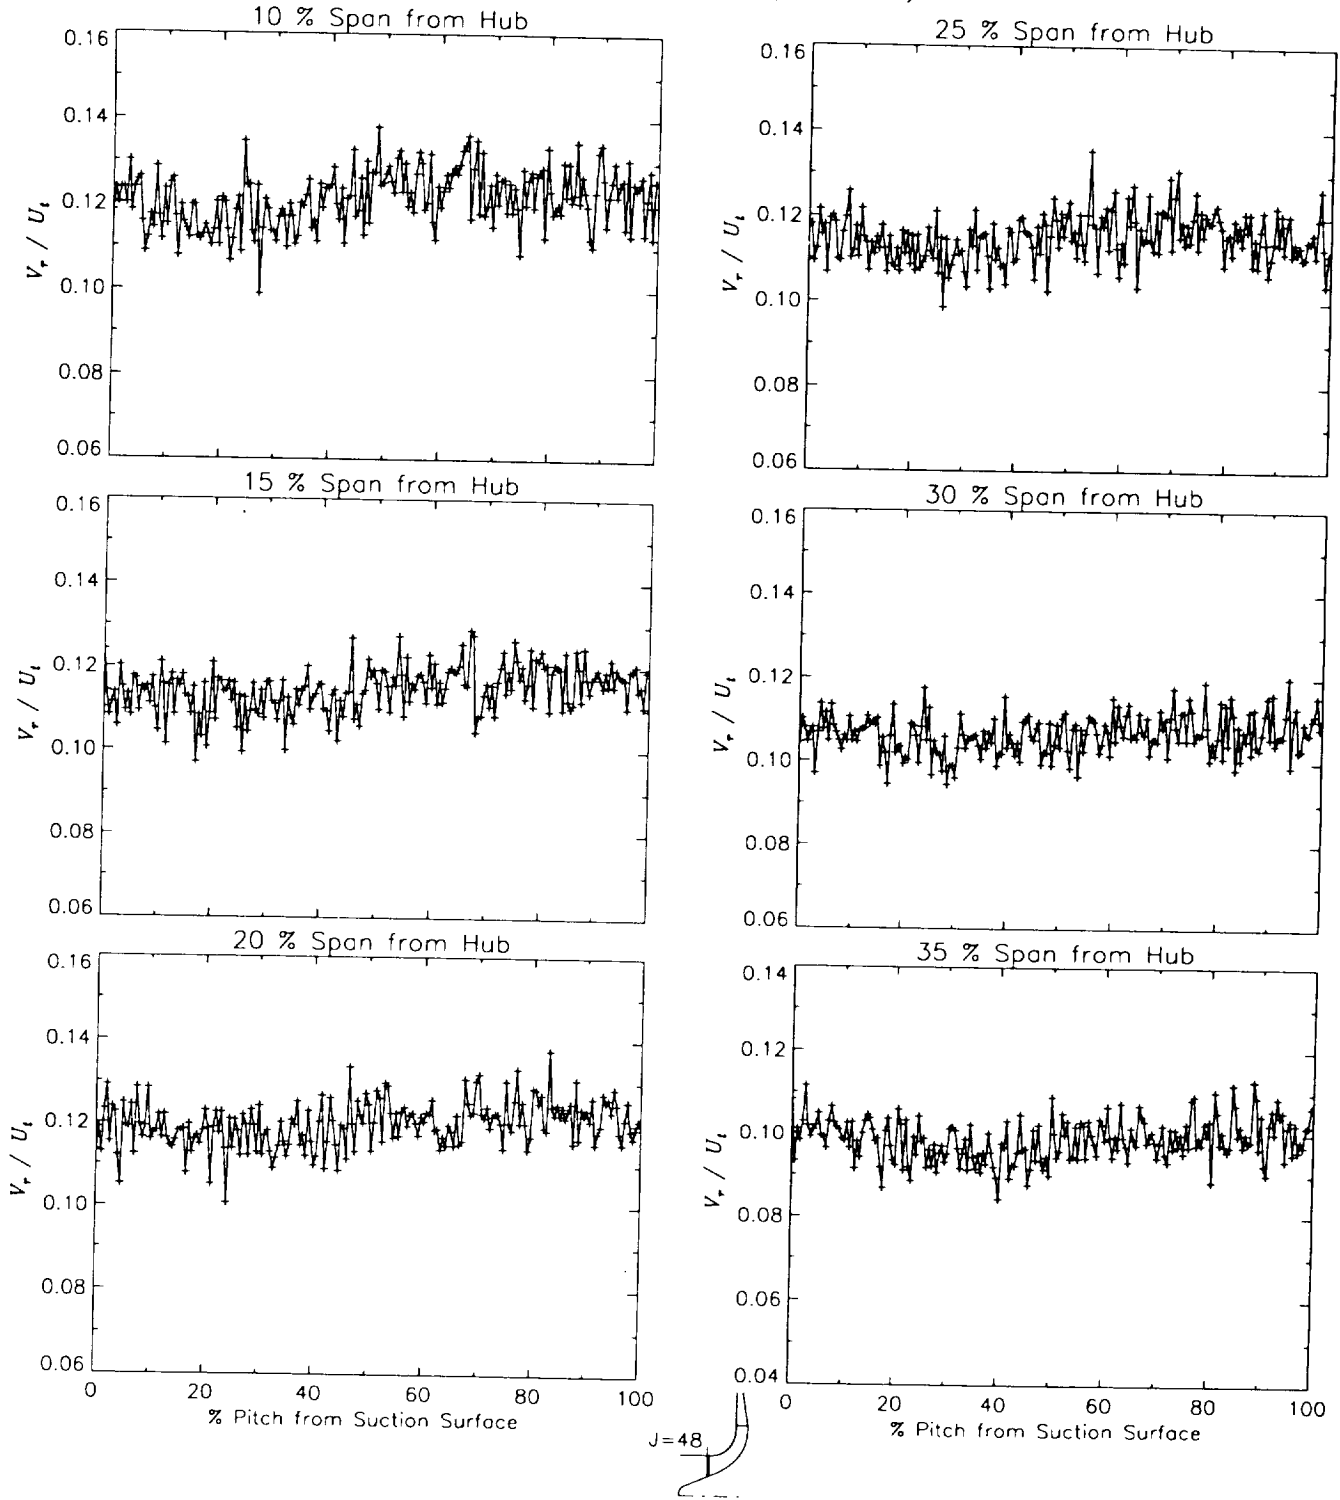 10 % Span from Hub
0.16
0.14
0.12
0.10
0.08
0.06
V_r / U_t
15 % Span from Hub
0.16
0.14
0.12
0.10
0.08
0.06
V_r / U_t
20 % Span from Hub
0.16
0.14
0.12
0.10
0.08
0.06
V_r / U_t
0 20 40 60 80 100
% Pitch from Suction Surface
25 % Span from Hub
0.16
0.14
0.12
0.10
0.08
0.06
V_r / U_t
30 % Span from Hub
0.16
0.14
0.12
0.10
0.08
0.06
V_r / U_t
35 % Span from Hub
0.14
0.12
0.10
0.08
0.06
0.04
V_r / U_t
0 20 40 60 80 100
% Pitch from Suction Surface
J=48